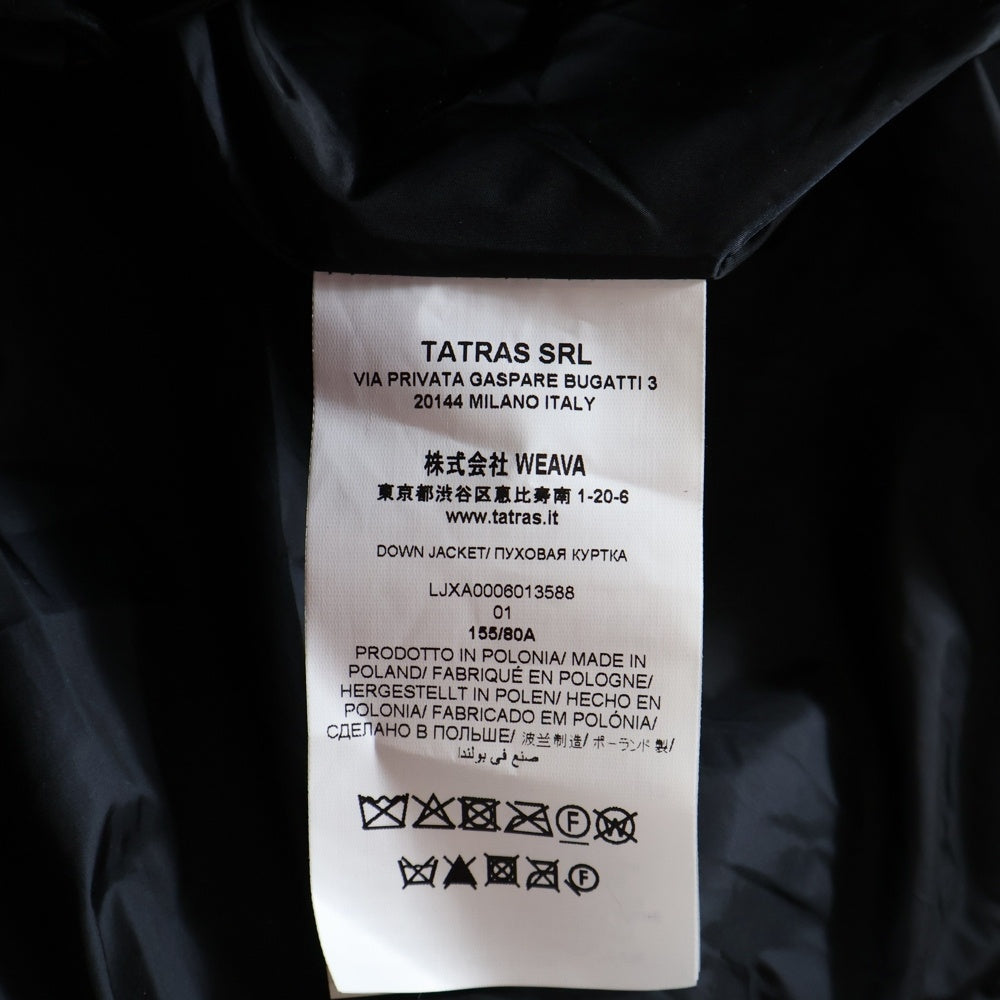 TATRAS SRL
VIA PRIVATA GASPARE BUGATTI 3
20144 MILANO ITALY
株式会社 WEAVA
東京都渋谷区恵比寿南 1-20-6
www.tatras.it
DOWN JACKET/ ПУХОВАЯ КУРТКА
LJXA0006013588
01
155/80A
PRODOTTO IN POLONIA/ MADE IN
POLAND/ FABRIQUÉ EN POLOGNE/
HERGESTELLT IN POLEN/ HECHO EN
POLONIA/ FABRICADO EM POLÓNIA/
СДЕЛАНО В ПОЛЬШЕ/ 波兰制造/ ポーランド製/
صنع في بولندا
F W
F